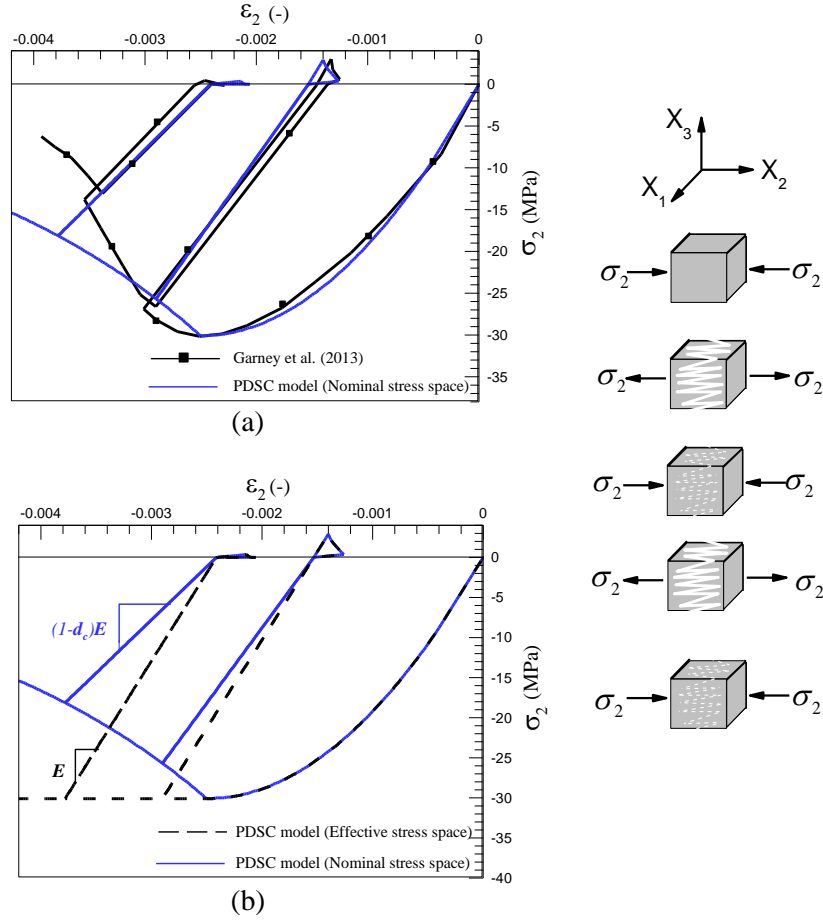 ε₂ (-)
-0.004 -0.003 -0.002 -0.001 0
0
-5
-10
-15
-20
-25
-30
-35
σ₂ (MPa)
Garney et al. (2013)
PDSC model (Nominal stress space)
(a)
ε₂ (-)
-0.004 -0.003 -0.002 -0.001 0
0
-5
-10
-15
-20
-25
-30
-35
-40
σ₂ (MPa)
(1-d_c)E
E
PDSC model (Effective stress space)
PDSC model (Nominal stress space)
(b)
X₃
X₂
X₁
σ₂ σ₂
σ₂ σ₂
σ₂ σ₂
σ₂ σ₂
σ₂ σ₂